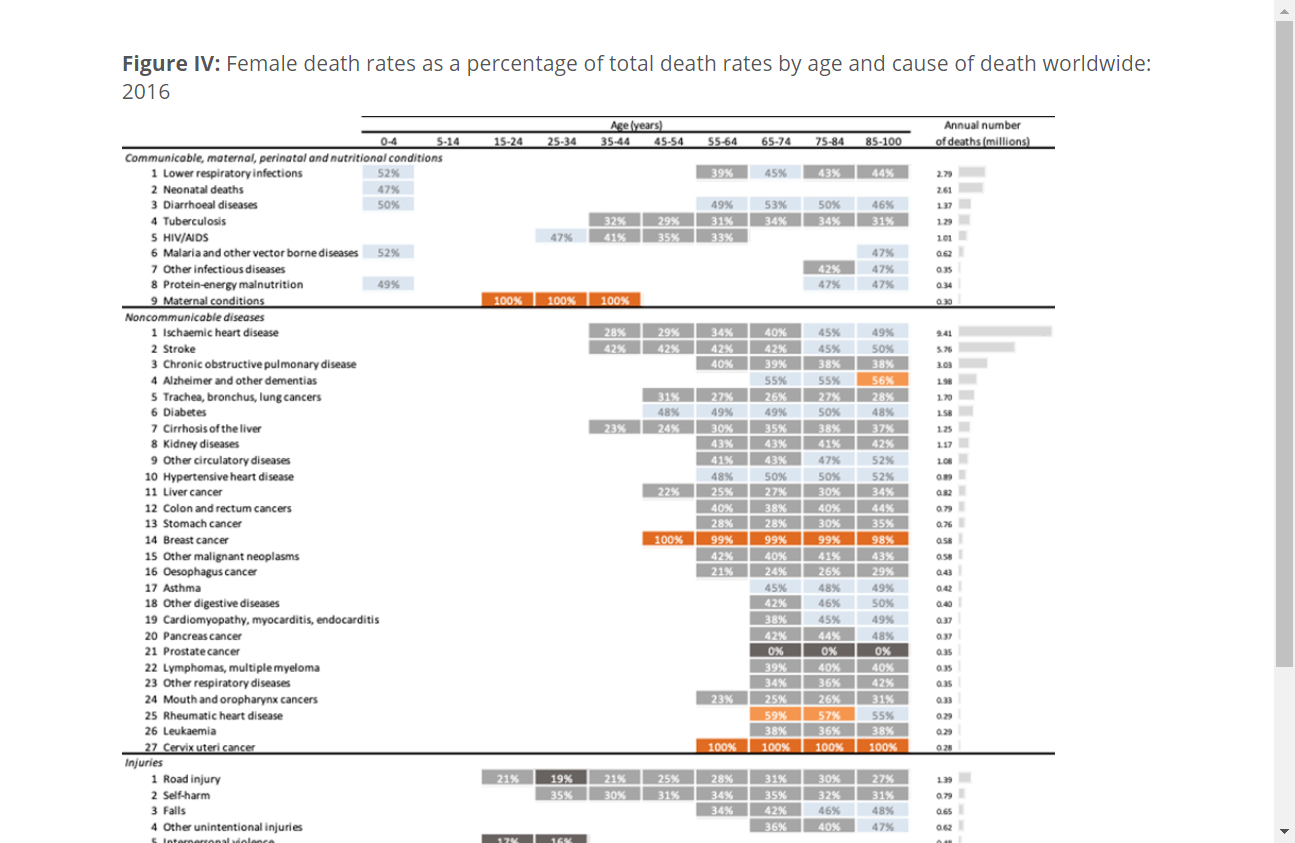 Figure IV: Female death rates as a percentage of total death rates by age and cause of death worldwide:
2016
Age (years) Annual number
0-4 5-14 15-24 25-34 35-44 45-54 55-64 65-74 75-84 85-100 of deaths (millions)
Communicable, maternal, perinatal and nutritional conditions
1 Lower respiratory infections 52% 39% 45% 43% 44% 2.79
2 Neonatal deaths 47% 2.61
3 Diarrhoeal diseases 50% 49% 53% 50% 46% 1.37
4 Tuberculosis 32% 29% 31% 34% 34% 31% 1.29
5 HIV/AIDS 47% 41% 35% 33% 1.01
6 Malaria and other vector borne diseases 52% 47% 0.62
7 Other infectious diseases 42% 47% 0.35
8 Protein-energy malnutrition 49% 47% 47% 0.34
9 Maternal conditions 100% 100% 100% 0.30
Noncommunicable diseases
1 Ischaemic heart disease 28% 29% 34% 40% 45% 49% 9.41
2 Stroke 42% 42% 42% 42% 45% 50% 5.76
3 Chronic obstructive pulmonary disease 40% 39% 38% 38% 3.03
4 Alzheimer and other dementias 55% 55% 56% 1.98
5 Trachea, bronchus, lung cancers 31% 27% 26% 27% 28% 1.70
6 Diabetes 48% 49% 49% 50% 48% 1.58
7 Cirrhosis of the liver 23% 24% 30% 35% 38% 37% 1.25
8 Kidney diseases 43% 43% 41% 42% 1.17
9 Other circulatory diseases 41% 43% 47% 52% 1.08
10 Hypertensive heart disease 48% 50% 50% 52% 0.89
11 Liver cancer 22% 25% 27% 30% 34% 0.82
12 Colon and rectum cancers 40% 38% 40% 44% 0.79
13 Stomach cancer 28% 28% 30% 35% 0.76
14 Breast cancer 100% 99% 99% 99% 98% 0.58
15 Other malignant neoplasms 42% 40% 41% 43% 0.58
16 Oesophagus cancer 21% 24% 26% 29% 0.43
17 Asthma 45% 48% 49% 0.42
18 Other digestive diseases 42% 46% 50% 0.40
19 Cardiomyopathy, myocarditis, endocarditis 38% 45% 49% 0.37
20 Pancreas cancer 42% 44% 48% 0.37
21 Prostate cancer 0% 0% 0% 0.35
22 Lymphomas, multiple myeloma 39% 40% 40% 0.35
23 Other respiratory diseases 34% 36% 42% 0.35
24 Mouth and oropharynx cancers 23% 25% 26% 31% 0.33
25 Rheumatic heart disease 59% 57% 55% 0.29
26 Leukaemia 38% 36% 38% 0.29
27 Cervix uteri cancer 100% 100% 100% 100% 0.28
Injuries
1 Road injury 21% 19% 21% 25% 28% 31% 30% 27% 1.39
2 Self-harm 35% 30% 31% 34% 35% 32% 31% 0.79
3 Falls 34% 42% 46% 48% 0.65
4 Other unintentional injuries 36% 40% 47% 0.62
5 Interpersonal violence 17% 16%